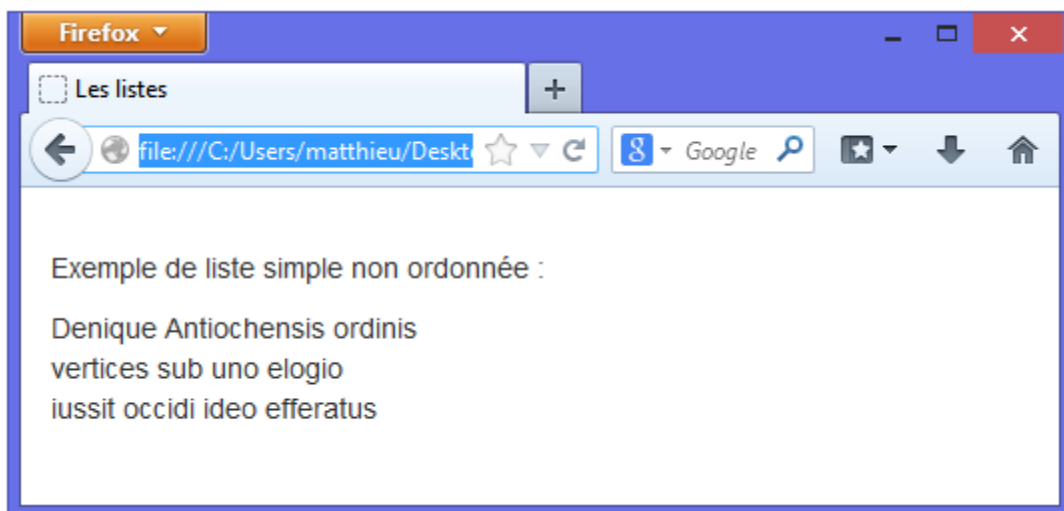 Firefox
Les listes
file:///C:/Users/matthieu/Deskt
Google
Exemple de liste simple non ordonnée :
Denique Antiochensis ordinis
vertices sub uno elogio
iussit occidi ideo efferatus